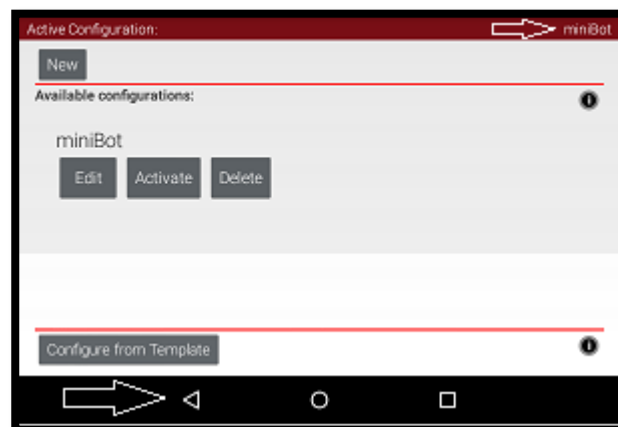 Active Configuration: miniBot
New
Available configurations:
miniBot
Edit Activate Delete
Configure from Template